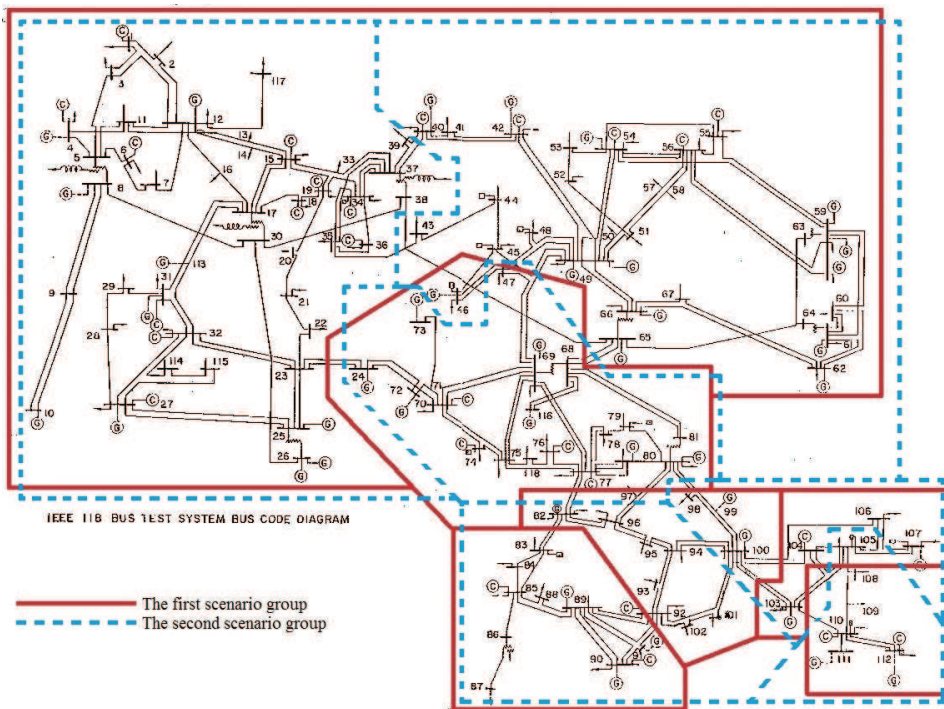 C
2
3
117
C
G
11
12
G
4
5
6
C
7
13
14
15
C
33
G
40
41
G
42
C
39
37
53
G
54
56
C
55
C
52
57
58
8
G
16
17
19
18
C
34
C
38
44
51
50
59
G
63
30
35
C
36
43
45
48
G
49
G
47
113
G
20
31
29
G
C
C
32
21
22
G
46
G
G
73
67
66
65
G
64
60
61
G
G
62
G
9
28
114
115
23
24
G
72
G
70
C
69
68
116
G
10
G
27
C
25
G
26
G
G
74
C
75
118
76
C
77
C
78
79
80
G
81
97
98
99
G
IEEE 118 BUS TEST SYSTEM BUS CODE DIAGRAM
82
G
96
95
94
100
G
104
C
106
105
107
G
83
84
85
C
88
89
G
93
92
C
102
101
103
G
108
109
110
C
111
G
112
C
G
86
87
90
G
C
G
The first scenario group
The second scenario group